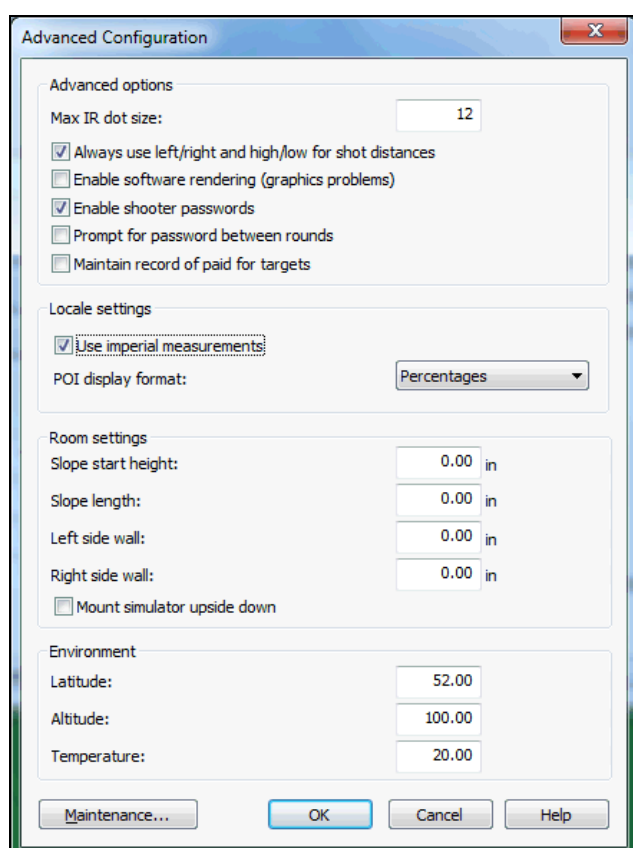 Advanced Configuration
Advanced options
Max IR dot size: 12
Always use left/right and high/low for shot distances
Enable software rendering (graphics problems)
Enable shooter passwords
Prompt for password between rounds
Maintain record of paid for targets
Locale settings
Use imperial measurements
POI display format: Percentages
Room settings
Slope start height: 0.00 in
Slope length: 0.00 in
Left side wall: 0.00 in
Right side wall: 0.00 in
Mount simulator upside down
Environment
Latitude: 52.00
Altitude: 100.00
Temperature: 20.00
Maintenance... OK Cancel Help